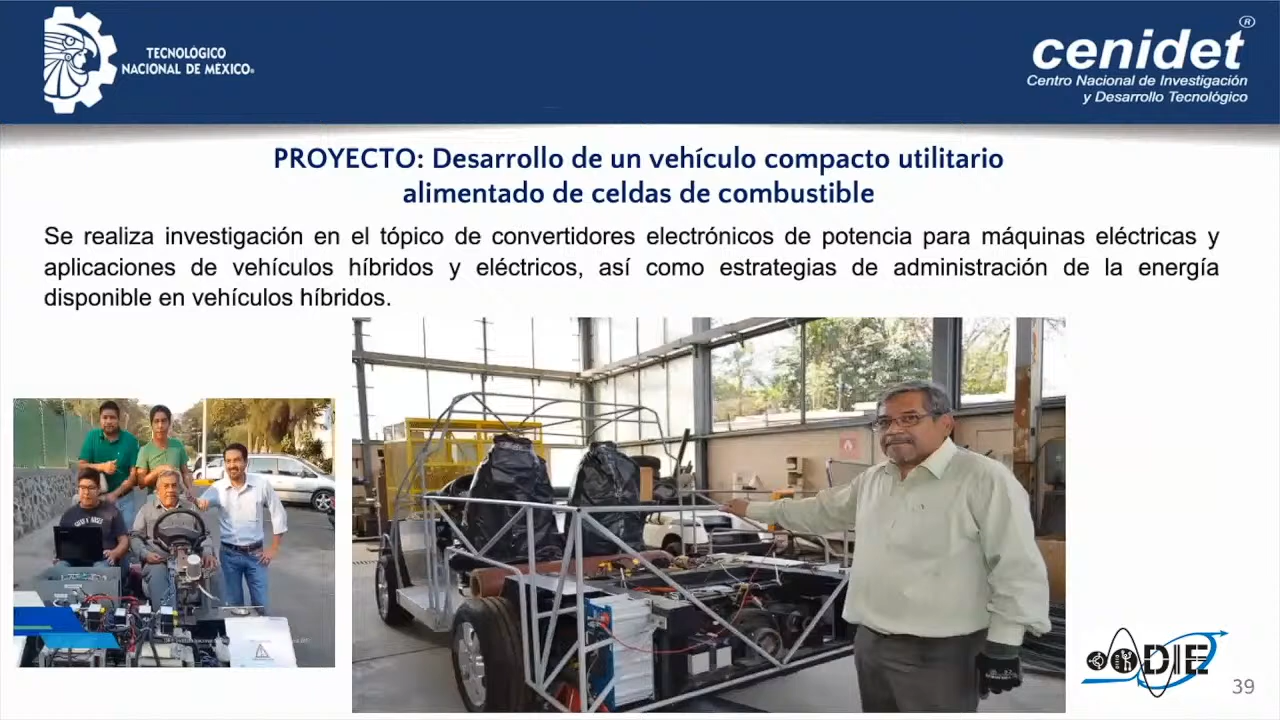 TECNOLÓGICO
NACIONAL DE MÉXICO®
cenidet®
Centro Nacional de Investigación
y Desarrollo Tecnológico
PROYECTO: Desarrollo de un vehículo compacto utilitario
alimentado de celdas de combustible
Se realiza investigación en el tópico de convertidores electrónicos de potencia para máquinas eléctricas y
aplicaciones de vehículos híbridos y eléctricos, así como estrategias de administración de la energía
disponible en vehículos híbridos.
DIE
39